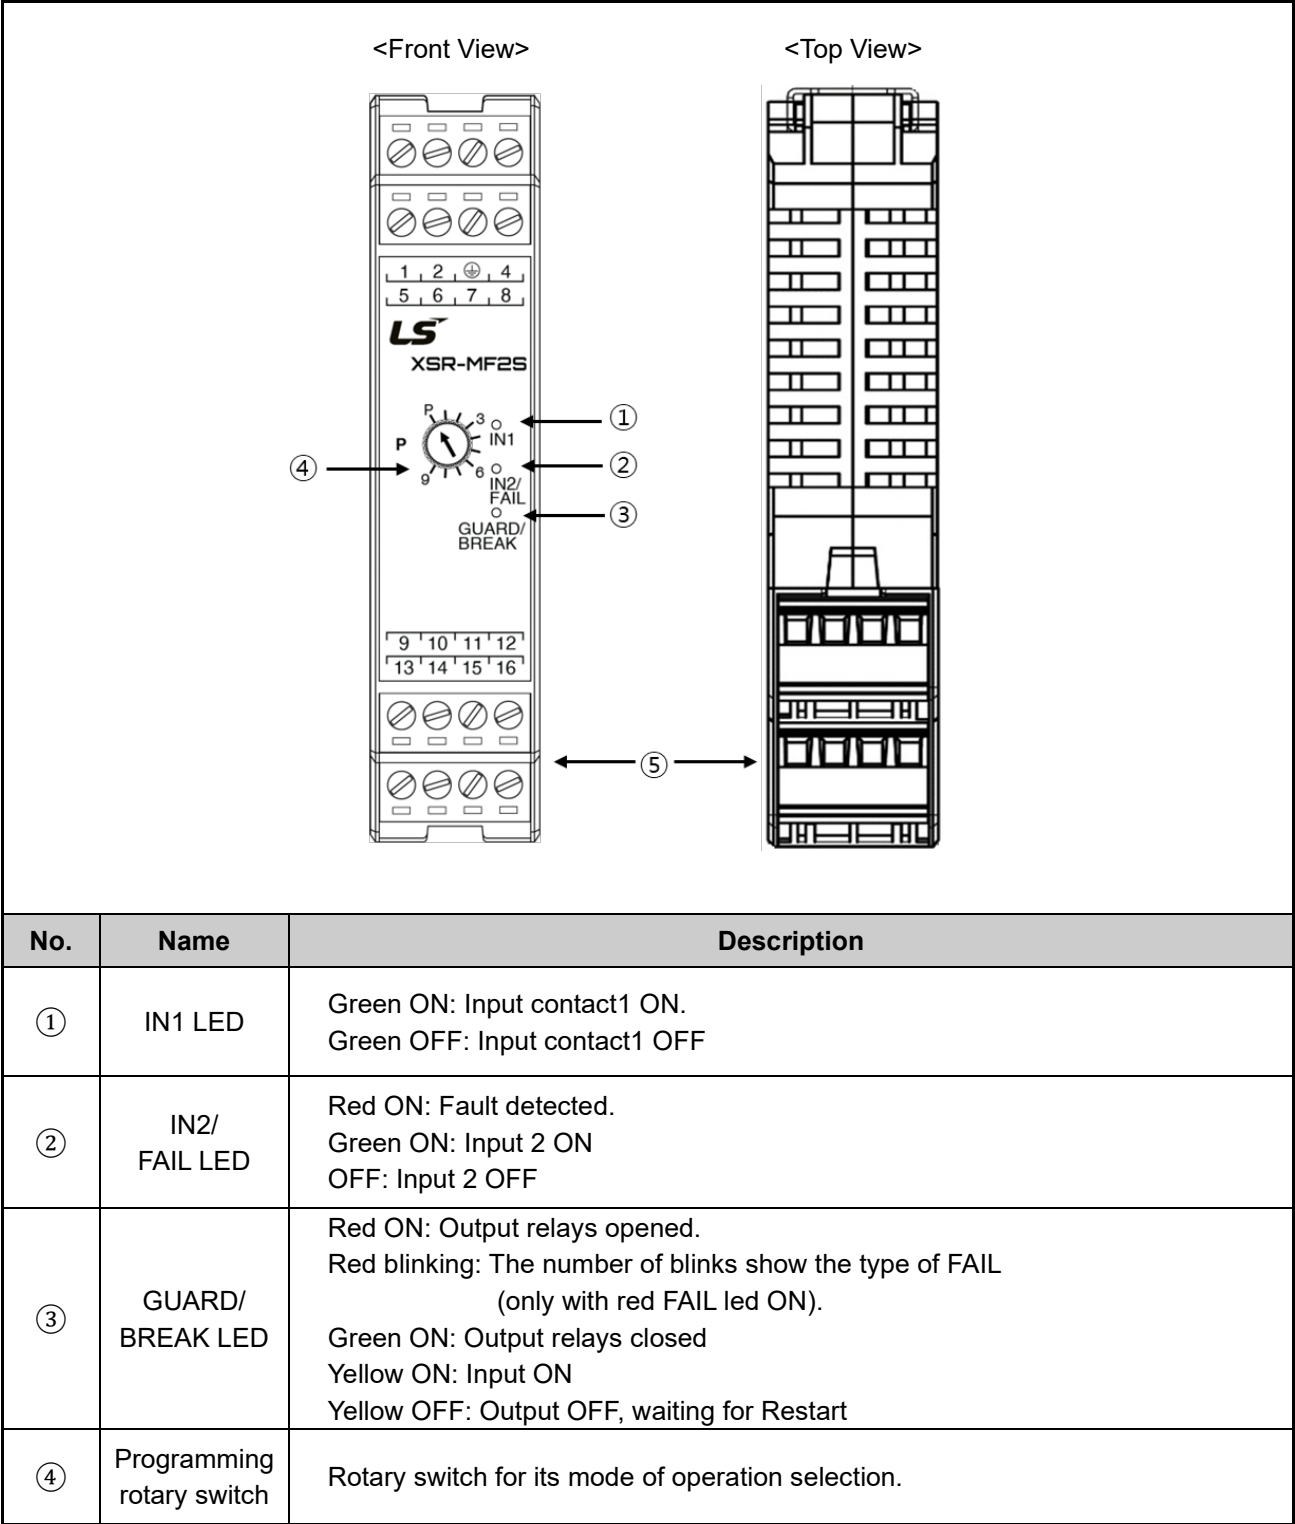 <Front View>
<Top View>
1 2 4
5 6 7 8
LS
XSR-MF2S
P
3
①
IN1
P
④
②
9
6
IN2/
FAIL
③
GUARD/
BREAK
9 10 11 12
13 14 15 16
⑤
No. Name Description
① IN1 LED
Green ON: Input contact1 ON.
Green OFF: Input contact1 OFF
② IN2/
FAIL LED
Red ON: Fault detected.
Green ON: Input 2 ON
OFF: Input 2 OFF
③ GUARD/
BREAK LED
Red ON: Output relays opened.
Red blinking: The number of blinks show the type of FAIL
(only with red FAIL led ON).
Green ON: Output relays closed
Yellow ON: Input ON
Yellow OFF: Output OFF, waiting for Restart
④ Programming
rotary switch
Rotary switch for its mode of operation selection.